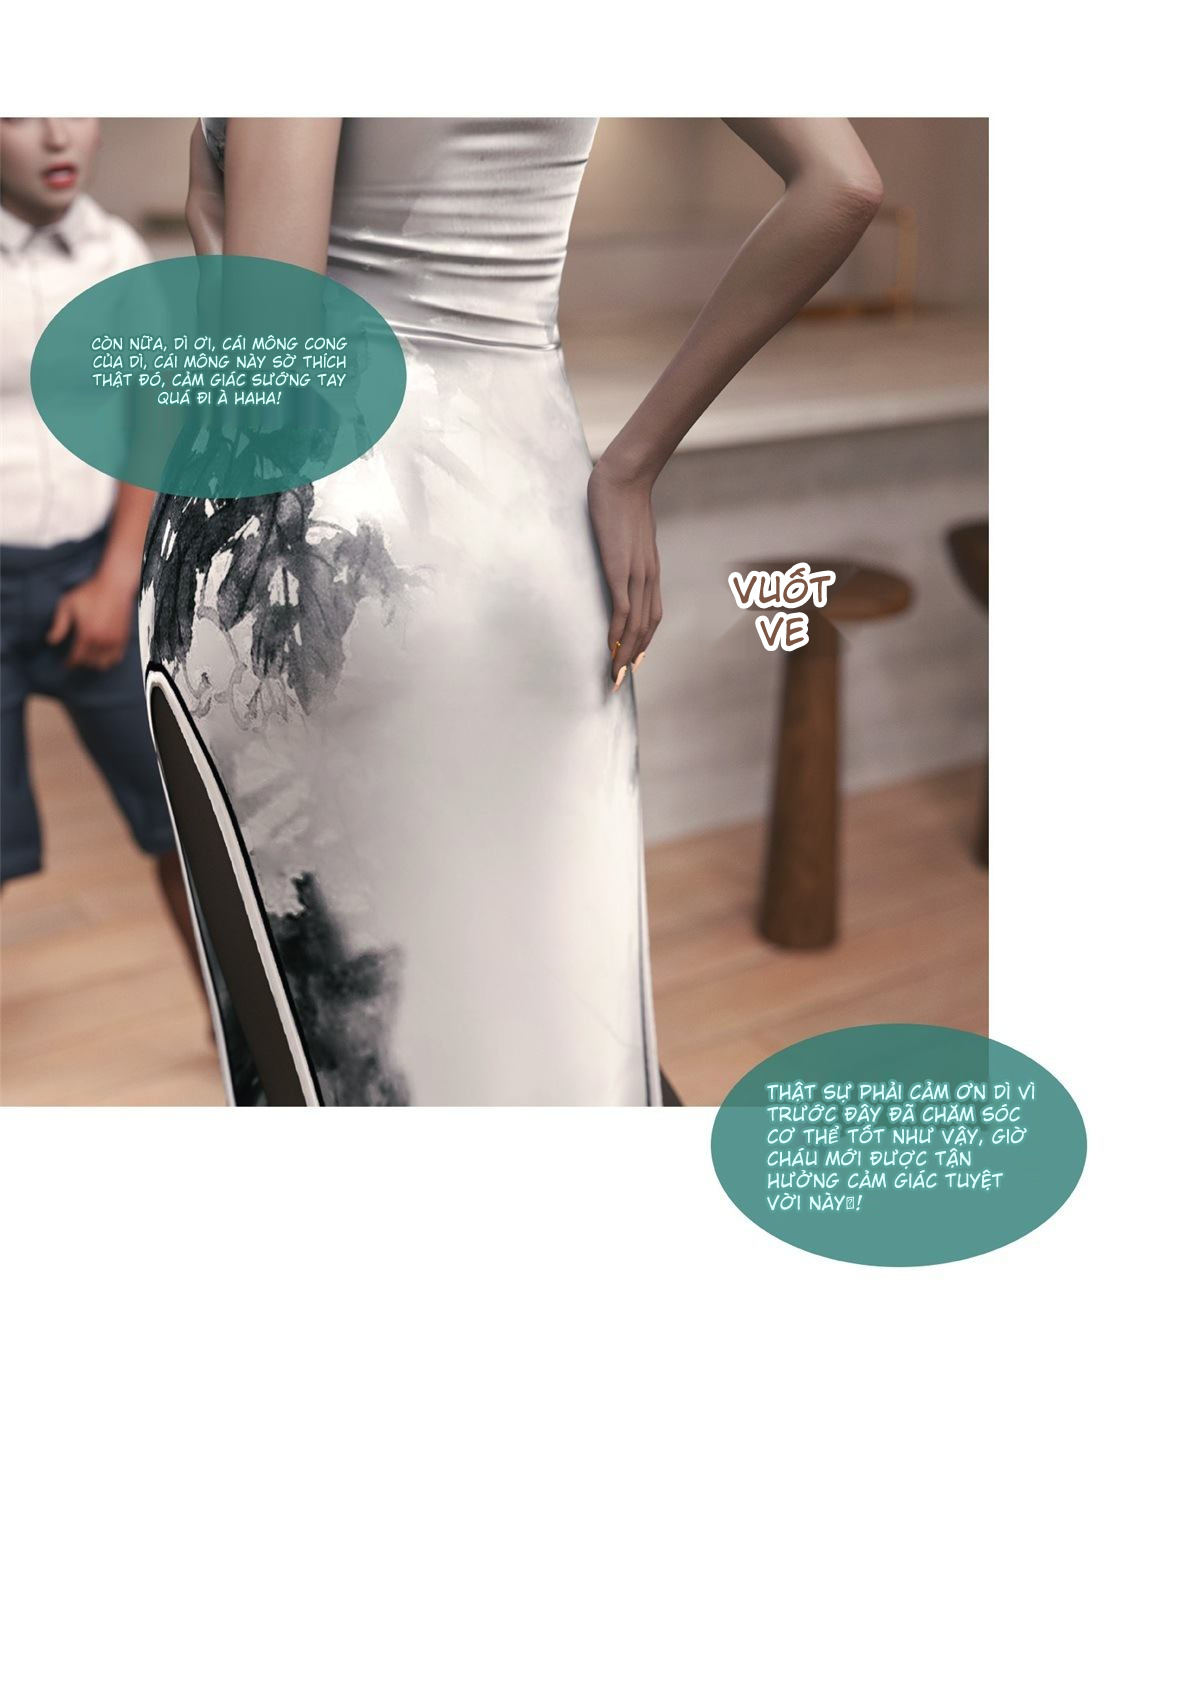 CÒN NỮA, DÌ ƠI, CÁI MÔNG CONG
CỦA DÌ, CÁI MÔNG NÀY SỜ THÍCH
THẬT ĐÓ, CẢM GIÁC SƯỚNG TAY
QUÁ ĐI À HAHA!
VUỐT
VE
THẬT SỰ PHẢI CẢM ƠN DÌ VÌ
TRƯỚC ĐÂY ĐÃ CHĂM SÓC
CƠ THỂ TỐT NHƯ VẬY, GIỜ
CHÁU MỚI ĐƯỢC TẬN
HƯỞNG CẢM GIÁC TUYỆT
VỜI NÀY!